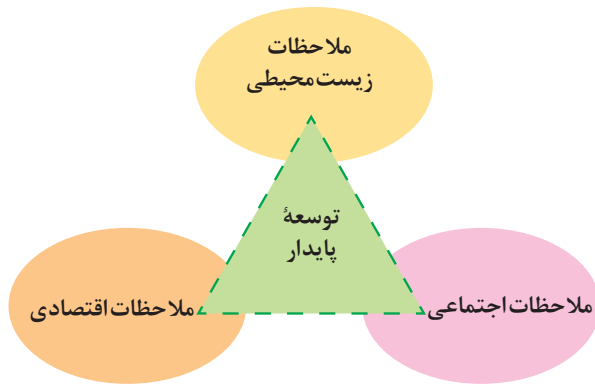 ملاحظات
زیست‌محیطی
توسعهٔ
پایدار
ملاحظات اجتماعی
ملاحظات اقتصادی